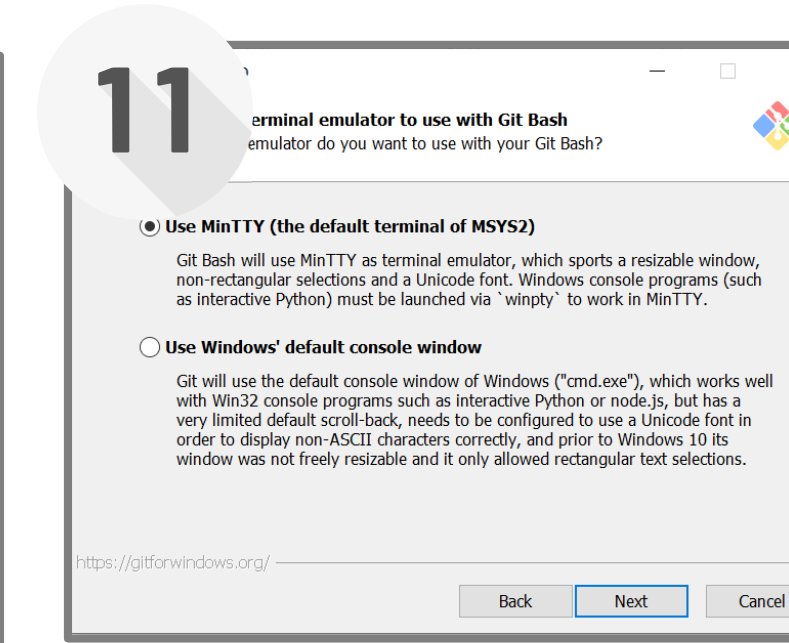 11
erminal emulator to use with Git Bash
emulator do you want to use with your Git Bash?
Use MinTTY (the default terminal of MSYS2)
Git Bash will use MinTTY as terminal emulator, which sports a resizable window,
non-rectangular selections and a Unicode font. Windows console programs (such
as interactive Python) must be launched via `winpty` to work in MinTTY.
Use Windows' default console window
Git will use the default console window of Windows ("cmd.exe"), which works well
with Win32 console programs such as interactive Python or node.js, but has a
very limited default scroll-back, needs to be configured to use a Unicode font in
order to display non-ASCII characters correctly, and prior to Windows 10 its
window was not freely resizable and it only allowed rectangular text selections.
https://gitforwindows.org/
Back Next Cancel